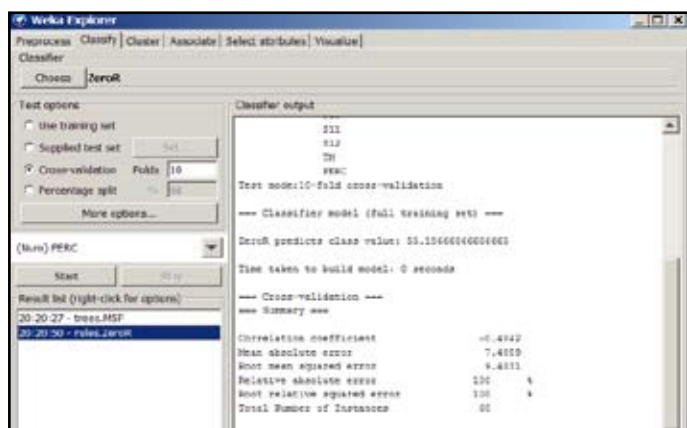 Weka Explorer
Preprocess Classify Cluster Associate Select attributes Visualize
Classifier
Choose ZeroR
Test options
Use training set
Supplied test set Set...
Cross-validation Folds 10
Percentage split %
More options...
(Num) PERC
Start Stop
Result list (right-click for options)
20:20:27 - trees.M5P
20:20:50 - rules.ZeroR
Classifier output
S11
S12
TM
PERC
Test mode:10-fold cross-validation
=== Classifier model (full training set) ===
ZeroR predicts class value:
Time taken to build model: 0 seconds
=== Cross-validation ===
=== Summary ===
Correlation coefficient
Mean absolute error
Root mean squared error
Relative absolute error 100 %
Root relative squared error 100 %
Total Number of Instances